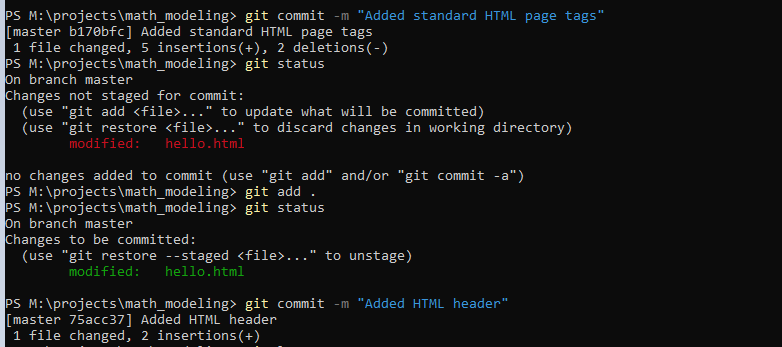 PS M:\projects\math_modeling> git commit -m "Added standard HTML page tags"
[master b170bfc] Added standard HTML page tags
 1 file changed, 5 insertions(+), 2 deletions(-)
PS M:\projects\math_modeling> git status
On branch master
Changes not staged for commit:
  (use "git add <file>..." to update what will be committed)
  (use "git restore <file>..." to discard changes in working directory)
        modified:   hello.html

no changes added to commit (use "git add" and/or "git commit -a")
PS M:\projects\math_modeling> git add .
PS M:\projects\math_modeling> git status
On branch master
Changes to be committed:
  (use "git restore --staged <file>..." to unstage)
        modified:   hello.html

PS M:\projects\math_modeling> git commit -m "Added HTML header"
[master 75acc37] Added HTML header
 1 file changed, 2 insertions(+)